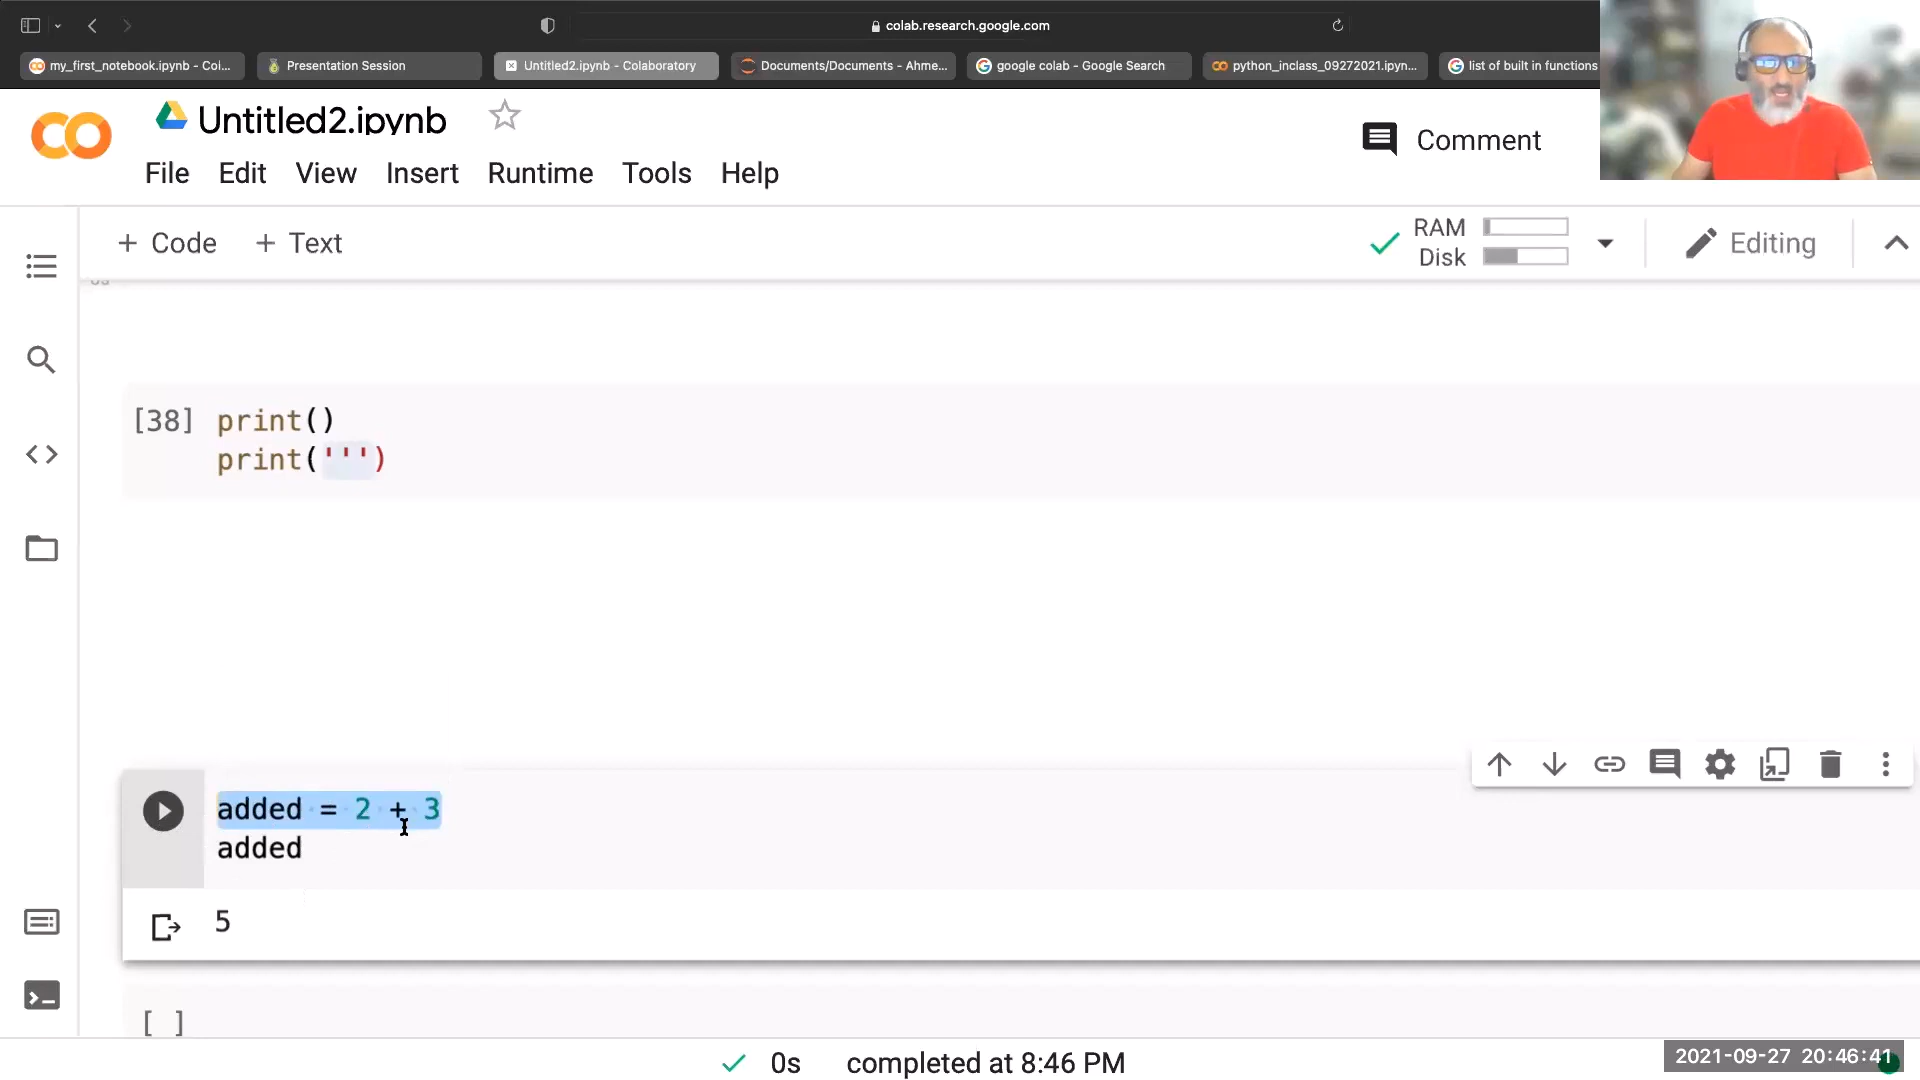 colab.research.google.com
my_first_notebook.ipynb - Col...
Presentation Session
Untitled2.ipynb - Colaboratory
Documents/Documents - Ahme...
google colab - Google Search
python_inclass_09272021.ipyn...
list of built in functions
Untitled2.ipynb
Comment
File Edit View Insert Runtime Tools Help
+ Code + Text
RAM
Disk
Editing
[38] print()
print(''')
added = 2 + 3
added
5
[ ]
0s completed at 8:46 PM
2021-09-27 20:46:41